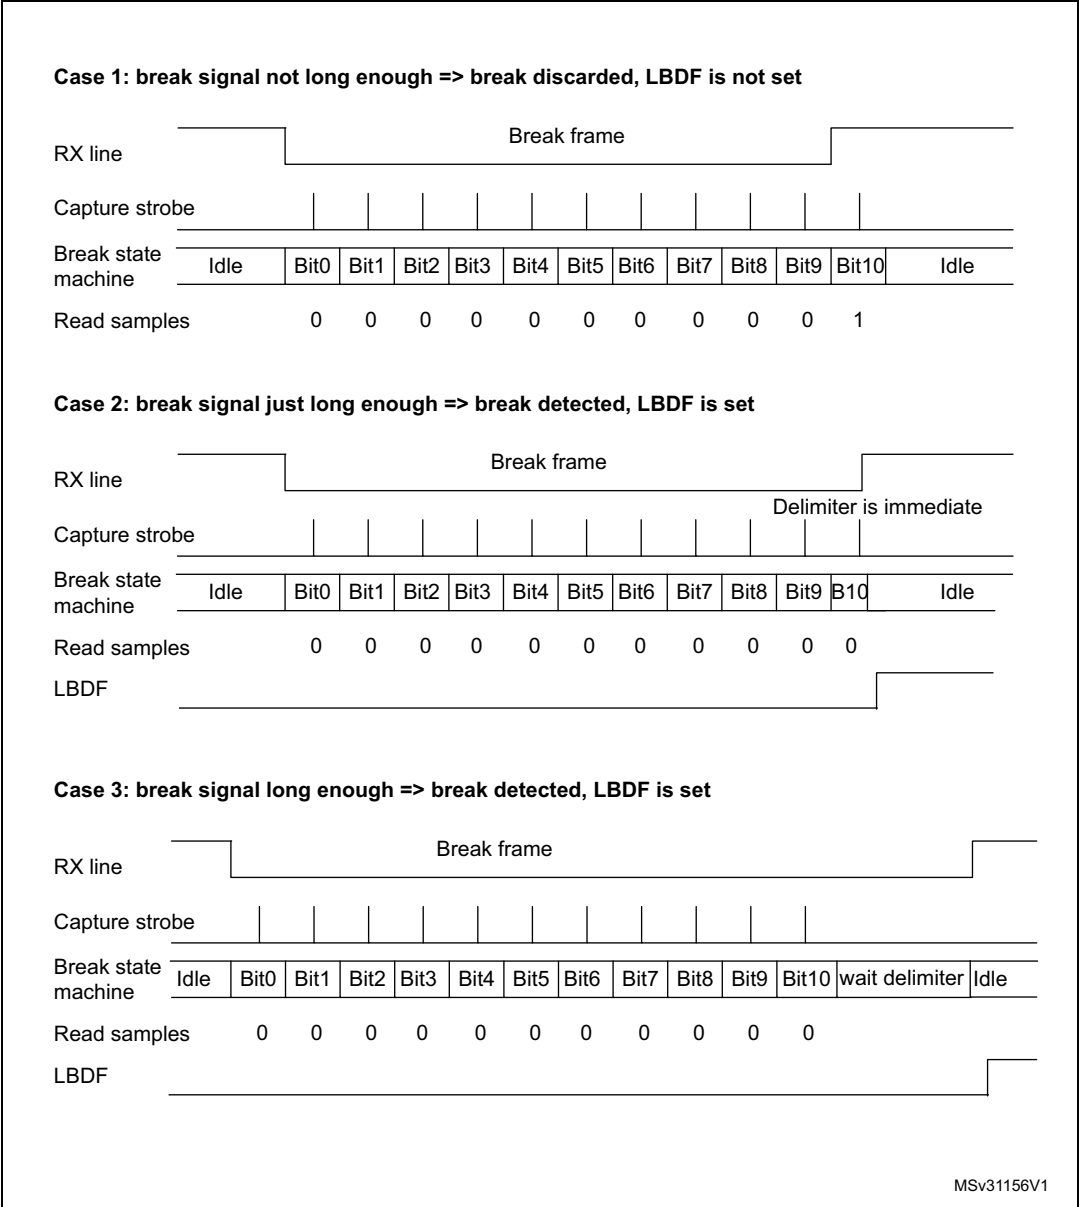 Case 1: break signal not long enough => break discarded, LBDF is not set
Break frame
RX line
Capture strobe
Break state machine
Idle Bit0 Bit1 Bit2 Bit3 Bit4 Bit5 Bit6 Bit7 Bit8 Bit9 Bit10 Idle
Read samples 0 0 0 0 0 0 0 0 0 0 1
Case 2: break signal just long enough => break detected, LBDF is set
Break frame
RX line
Delimiter is immediate
Capture strobe
Break state machine
Idle Bit0 Bit1 Bit2 Bit3 Bit4 Bit5 Bit6 Bit7 Bit8 Bit9 B10 Idle
Read samples 0 0 0 0 0 0 0 0 0 0 0
LBDF
Case 3: break signal long enough => break detected, LBDF is set
Break frame
RX line
Capture strobe
Break state machine
Idle Bit0 Bit1 Bit2 Bit3 Bit4 Bit5 Bit6 Bit7 Bit8 Bit9 Bit10 wait delimiter Idle
Read samples 0 0 0 0 0 0 0 0 0 0 0
LBDF
MSv31156V1